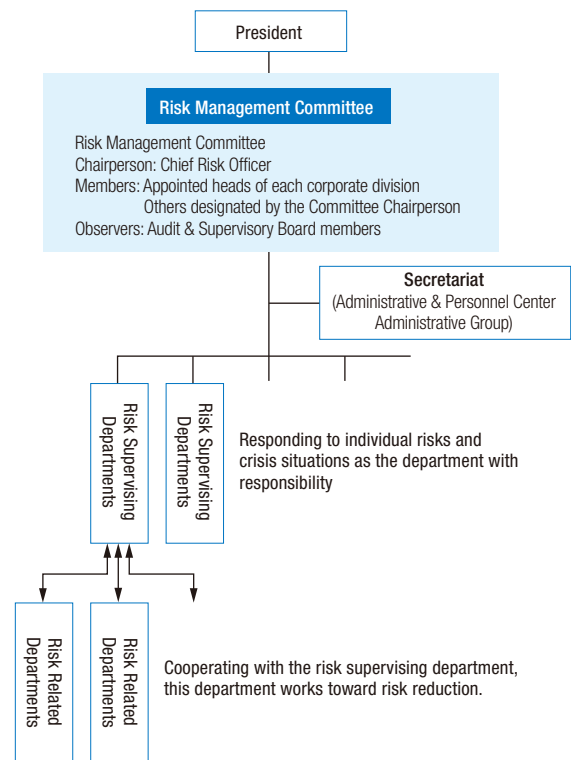 President
Risk Management Committee
Risk Management Committee
Chairperson: Chief Risk Officer
Members: Appointed heads of each corporate division
Others designated by the Committee Chairperson
Observers: Audit & Supervisory Board members
Secretariat
(Administrative & Personnel Center
Administrative Group)
Risk Supervising
Departments
Risk Supervising
Departments
Responding to individual risks and
crisis situations as the department with
responsibility
Risk Related
Departments
Risk Related
Departments
Cooperating with the risk supervising department,
this department works toward risk reduction.